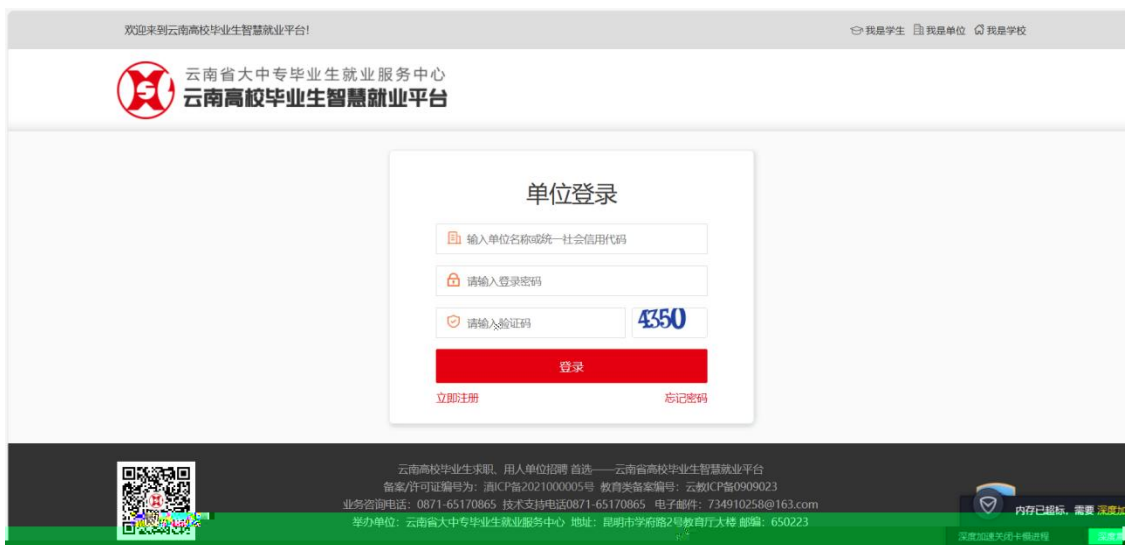 欢迎来到云南高校毕业生智慧就业平台!
我是学生 我是单位 我是学校
云南省大中专毕业生就业服务中心
云南高校毕业生智慧就业平台
单位登录
输入单位名称或统一社会信用代码
请输入登录密码
请输入验证码
4350
登录
立即注册 忘记密码
云南高校毕业生求职、用人单位招聘 首选——云南省高校毕业生智慧就业平台
备案/许可证编号为：滇ICP备2021000005号 教育类备案编号：云教ICP备0909023
业务咨询电话：0871-65170865 技术支持电话0871-65170865 电子邮件：734910258@163.com
举办单位：云南省大中专毕业生就业服务中心 地址：昆明市学府路2号教育厅大楼 邮编：650223
内存已超标，需要 深度加
深度加速关闭卡慢进程